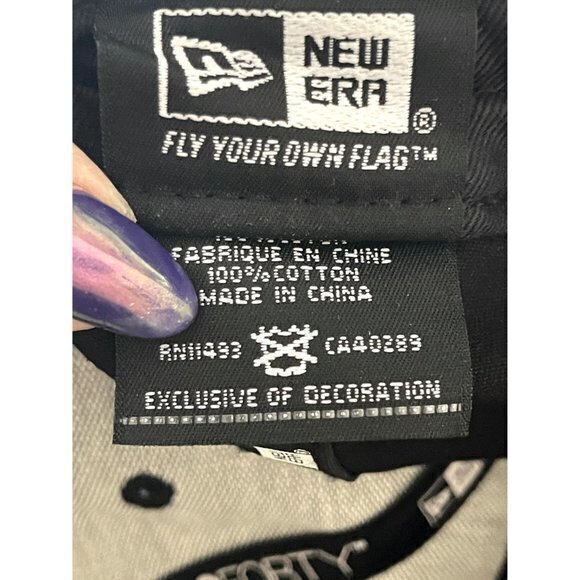 NEW
ERA
®
FLY YOUR OWN FLAG™
FABRIQUE EN CHINE
100% COTTON
MADE IN CHINA
RN11493 CA40289
EXCLUSIVE OF DECORATION
FORTY